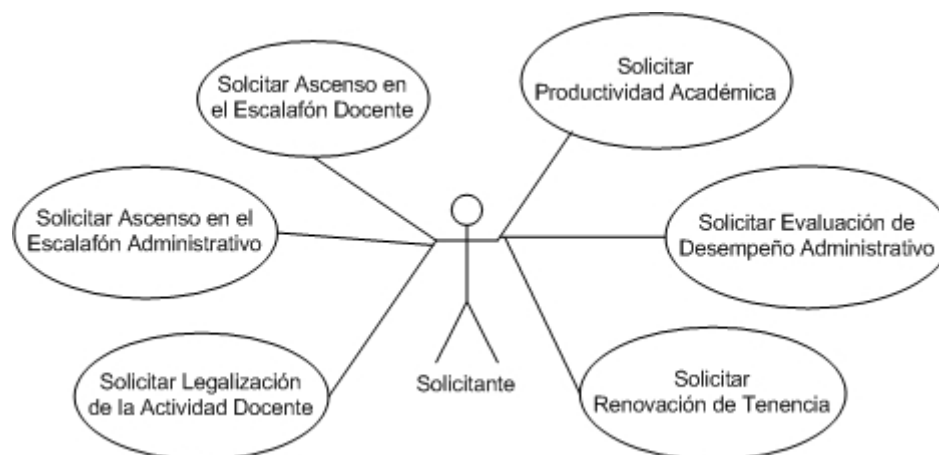 Solcitar Ascenso en
el Escalafón Docente
Solicitar
Productividad Académica
Solicitar Ascenso en el
Escalafón Administrativo
Solicitar Evaluación de
Desempeño Administrativo
Solicitar Legalización
de la Actividad Docente
Solicitante
Solicitar
Renovación de Tenencia